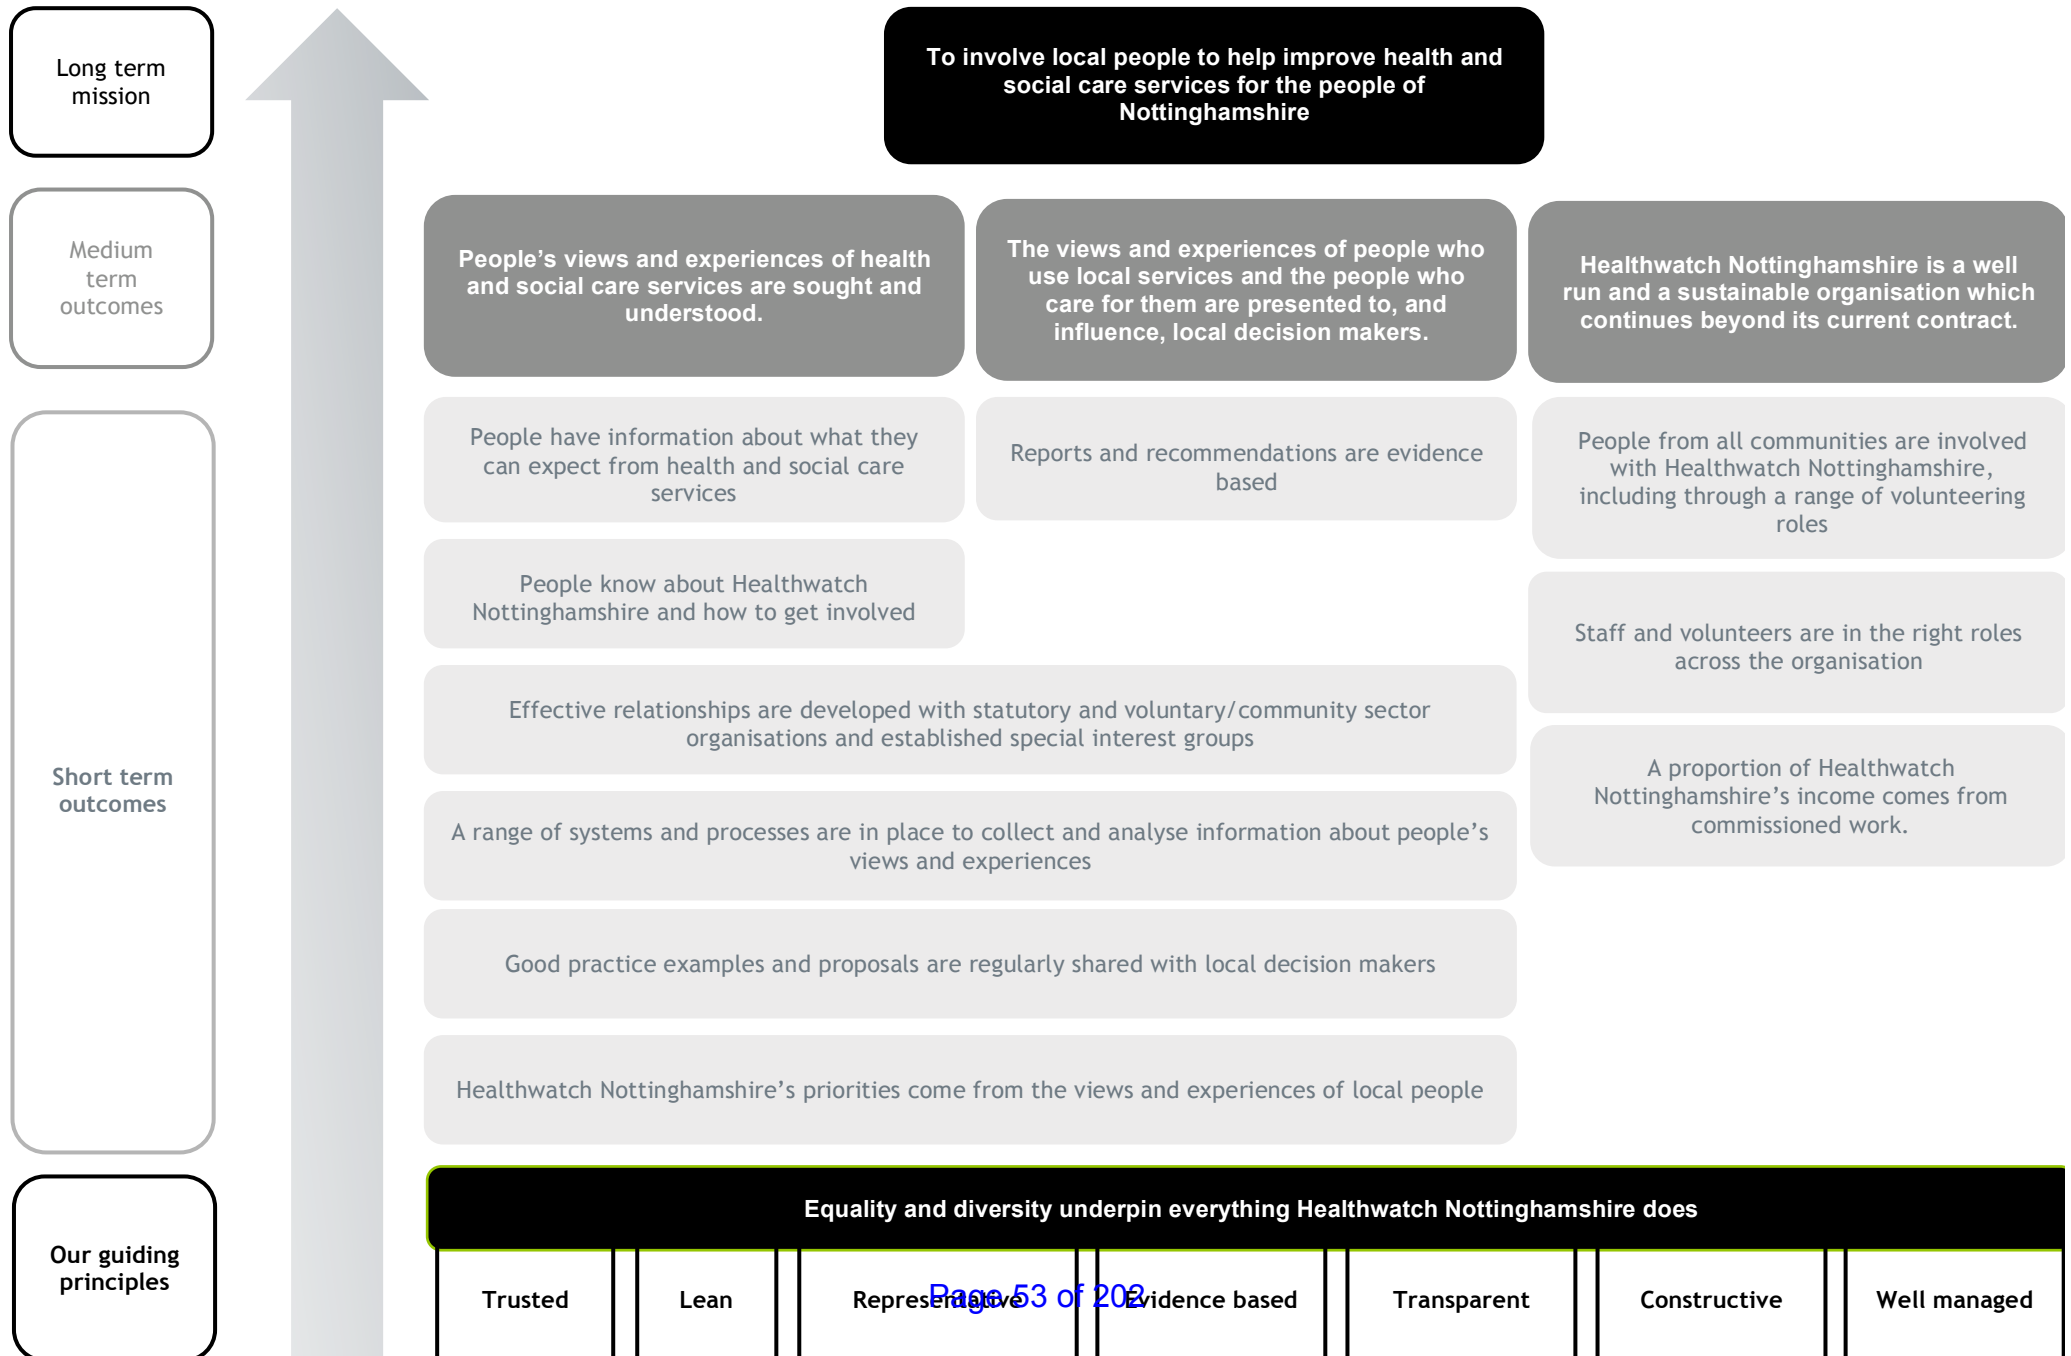 Long term
mission
To involve local people to help improve health and
social care services for the people of
Nottinghamshire
Medium
term
outcomes
People’s views and experiences of health
and social care services are sought and
understood.
The views and experiences of people who
use local services and the people who
care for them are presented to, and
influence, local decision makers.
Healthwatch Nottinghamshire is a well
run and a sustainable organisation which
continues beyond its current contract.
Short term
outcomes
People have information about what they
can expect from health and social care
services
Reports and recommendations are evidence
based
People from all communities are involved
with Healthwatch Nottinghamshire,
including through a range of volunteering
roles
People know about Healthwatch
Nottinghamshire and how to get involved
Staff and volunteers are in the right roles
across the organisation
Effective relationships are developed with statutory and voluntary/community sector
organisations and established special interest groups
A proportion of Healthwatch
Nottinghamshire’s income comes from
commissioned work.
A range of systems and processes are in place to collect and analyse information about people’s
views and experiences
Good practice examples and proposals are regularly shared with local decision makers
Healthwatch Nottinghamshire’s priorities come from the views and experiences of local people
Our guiding
principles
Equality and diversity underpin everything Healthwatch Nottinghamshire does
Trusted
Lean
Representative
Evidence based
Transparent
Constructive
Well managed
Page 53 of 202